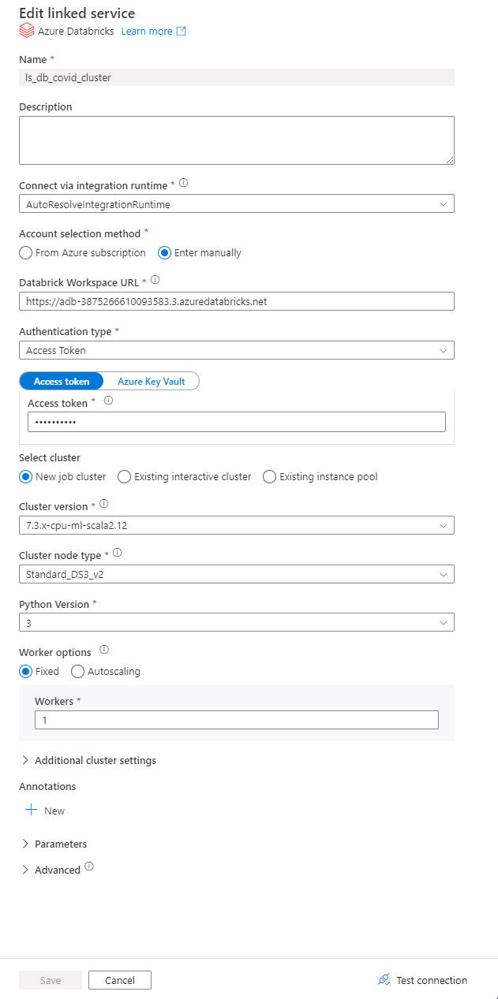 Edit linked service
Azure Databricks Learn more
Name *
ls_db_covid_cluster
Description
Connect via integration runtime *
AutoResolveIntegrationRuntime
Account selection method *
From Azure subscription Enter manually
Databrick Workspace URL *
https://adb-3875266610093583.3.azuredatabricks.net
Authentication type *
Access Token
Access token Azure Key Vault
Access token *
••••••••••
Select cluster
New job cluster Existing interactive cluster Existing instance pool
Cluster version *
7.3.x-cpu-ml-scala2.12
Cluster node type *
Standard_DS3_v2
Python Version *
3
Worker options
Fixed Autoscaling
Workers *
1
Additional cluster settings
Annotations
New
Parameters
Advanced
Save Cancel Test connection